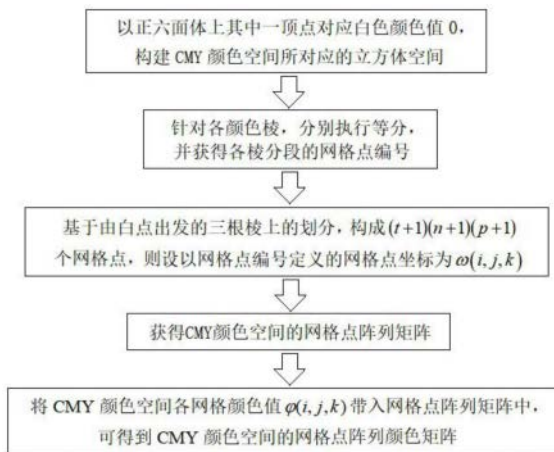 以正六面体上其中一顶点对应白色颜色值 0，
构建 CMY 颜色空间所对应的立方体空间
针对各颜色棱，分别执行等分，
并获得各棱分段的网格点编号
基于由白点出发的三根棱上的划分，构成(t+1)(n+1)(p+1)
个网格点，则设以网格点编号定义的网格点坐标为ω(i,j,k)
获得CMY颜色空间的网格点阵列矩阵
将 CMY 颜色空间各网格颜色值φ(i,j,k)带入网格点阵列矩阵中，
可得到 CMY 颜色空间的网格点阵列颜色矩阵